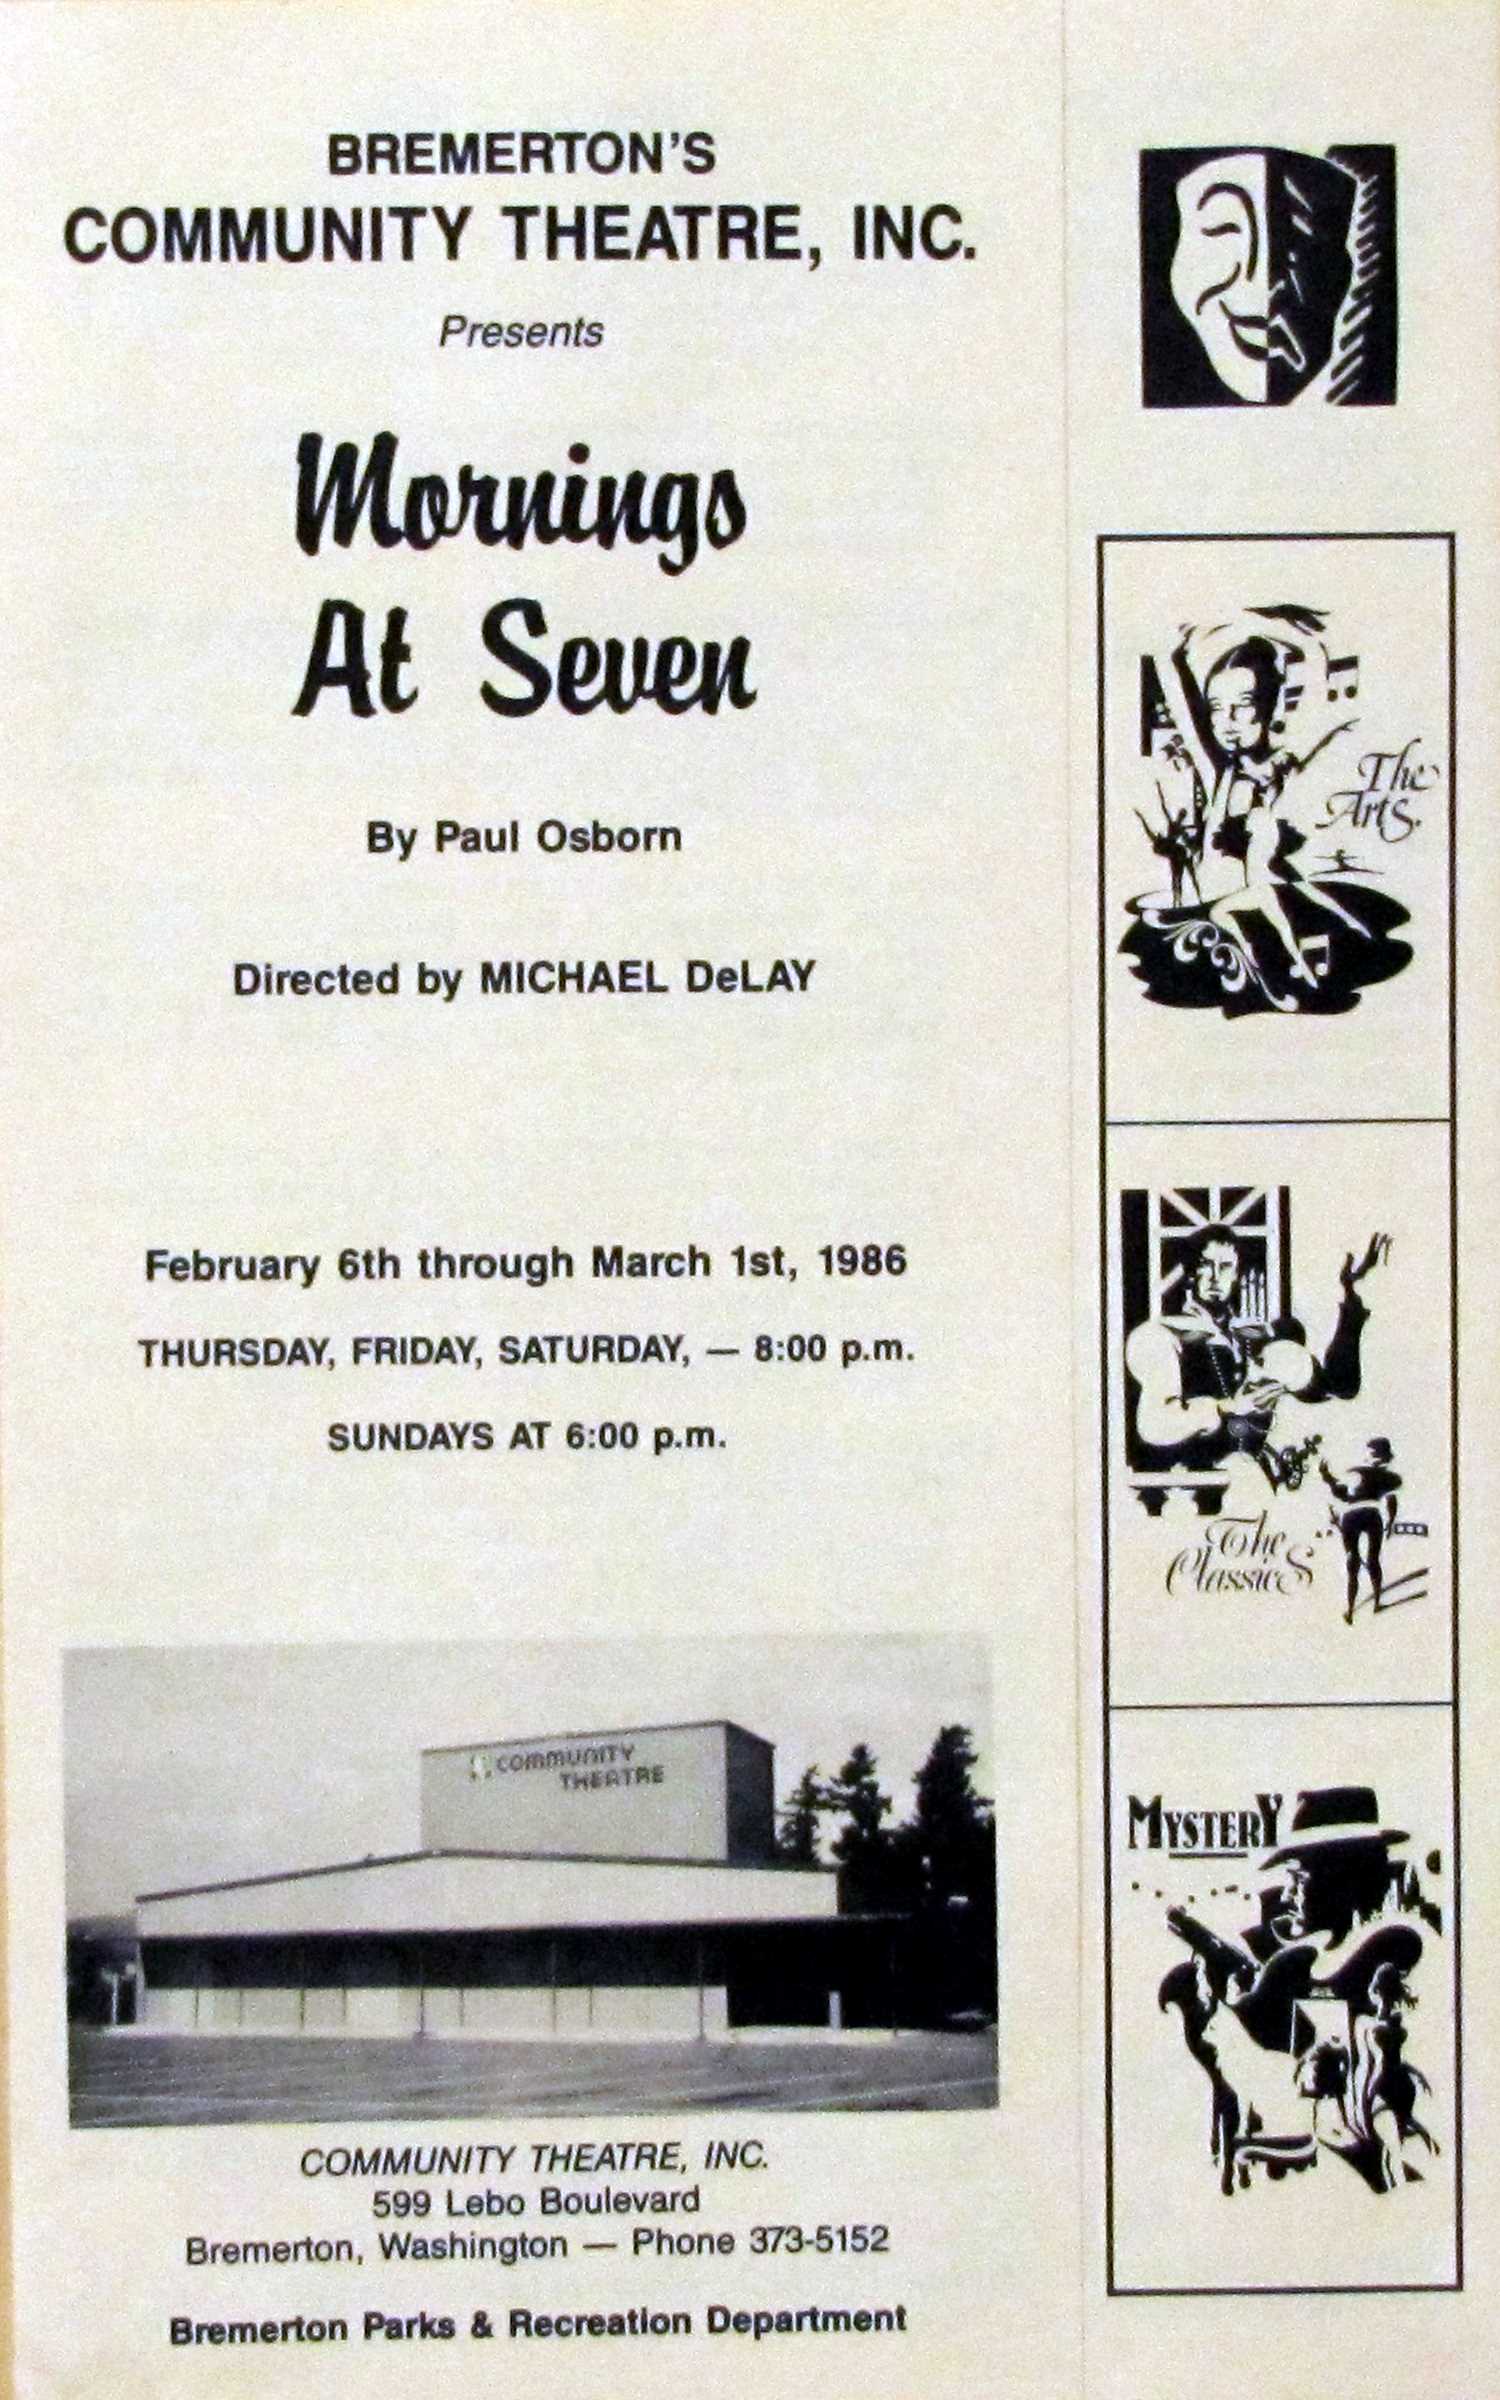 BREMERTON'S
COMMUNITY THEATRE, INC.
Presents
Mornings
At Seven
By Paul Osborn
Directed by MICHAEL DeLAY
February 6th through March 1st, 1986
THURSDAY, FRIDAY, SATURDAY, — 8:00 p.m.
SUNDAYS AT 6:00 p.m.
COMMUNITY
THEATRE
COMMUNITY THEATRE, INC.
599 Lebo Boulevard
Bremerton, Washington — Phone 373-5152
Bremerton Parks & Recreation Department
The
Arts.
The
Classics
MYSTERY